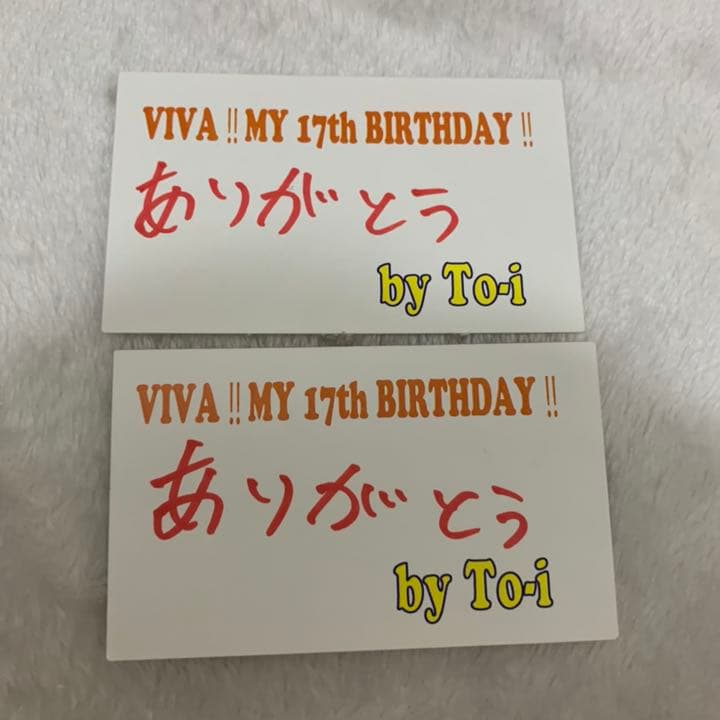 VIVA !! MY 17th BIRTHDAY !!
ありがとう
by To-i
VIVA !! MY 17th BIRTHDAY !!
ありがとう
by To-i